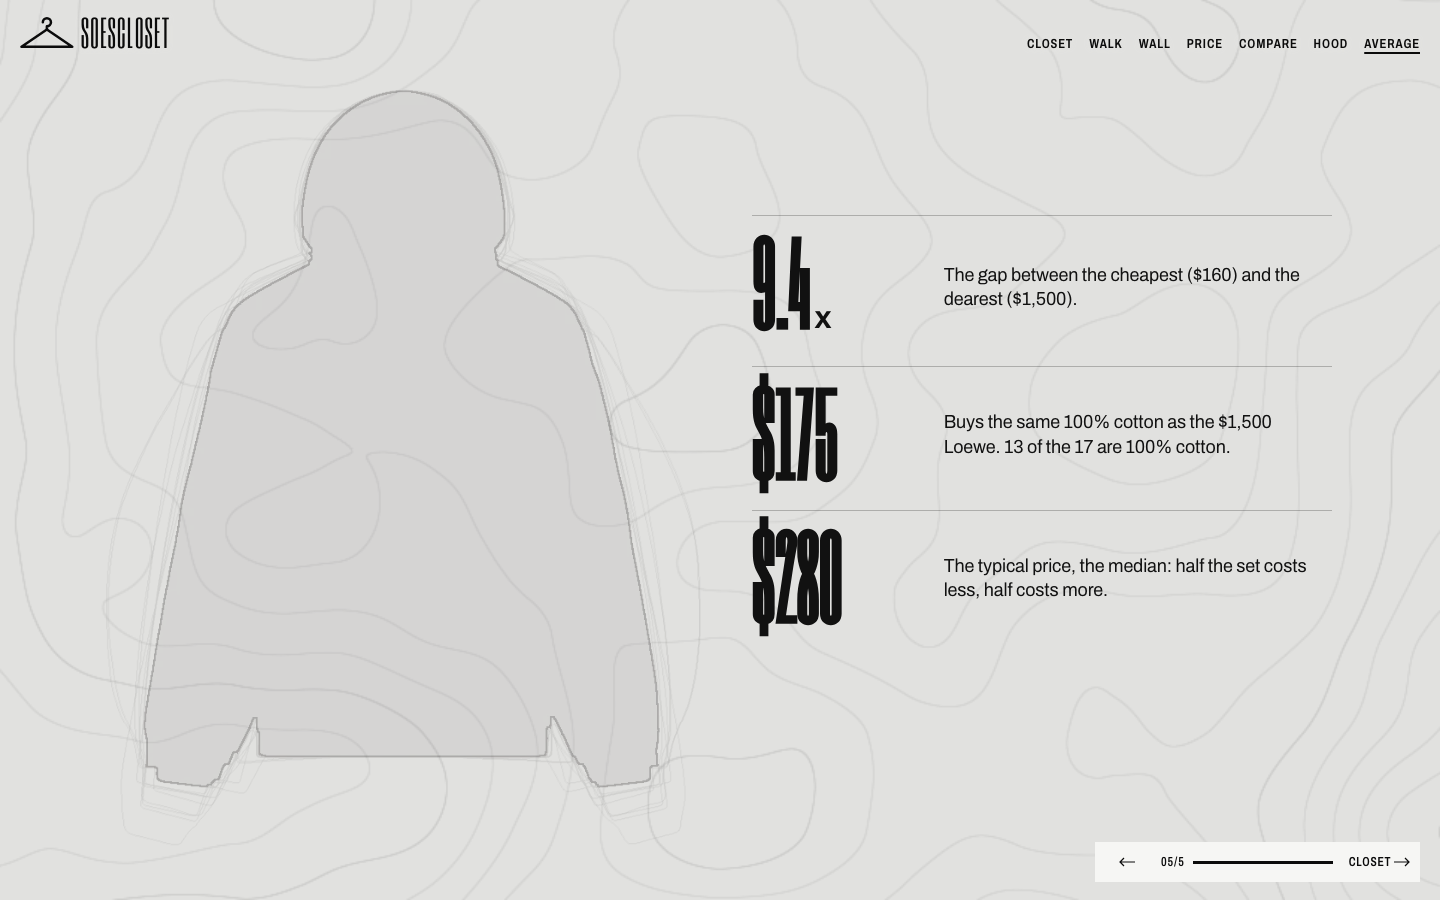 SOESCLOSET
CLOSET WALK WALL PRICE COMPARE HOOD AVERAGE
9.4x
The gap between the cheapest ($160) and the
dearest ($1,500).
$175
Buys the same 100% cotton as the $1,500
Loewe. 13 of the 17 are 100% cotton.
$280
The typical price, the median: half the set costs
less, half costs more.
05/5 CLOSET